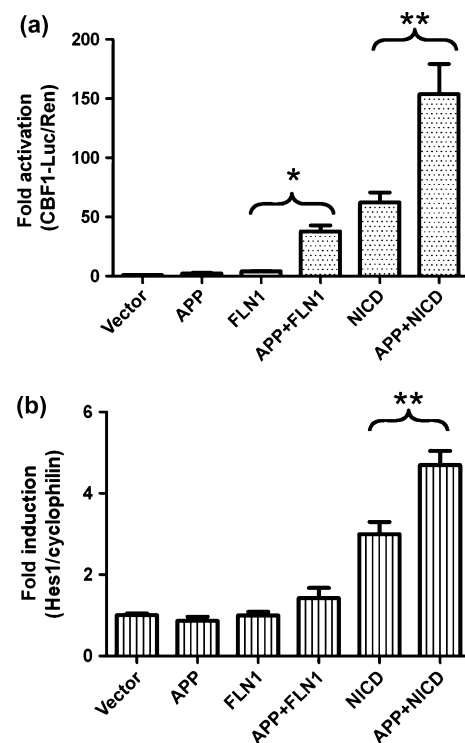 (a)
**
200
150
100
50
0
Fold activation
(CBF1-Luc/Ren)
*
Vector
APP
FLN1
APP+FLN1
NICD
APP+NICD
(b)
**
6
4
2
0
Fold induction
(Hes1/cyclophilin)
Vector
APP
FLN1
APP+FLN1
NICD
APP+NICD